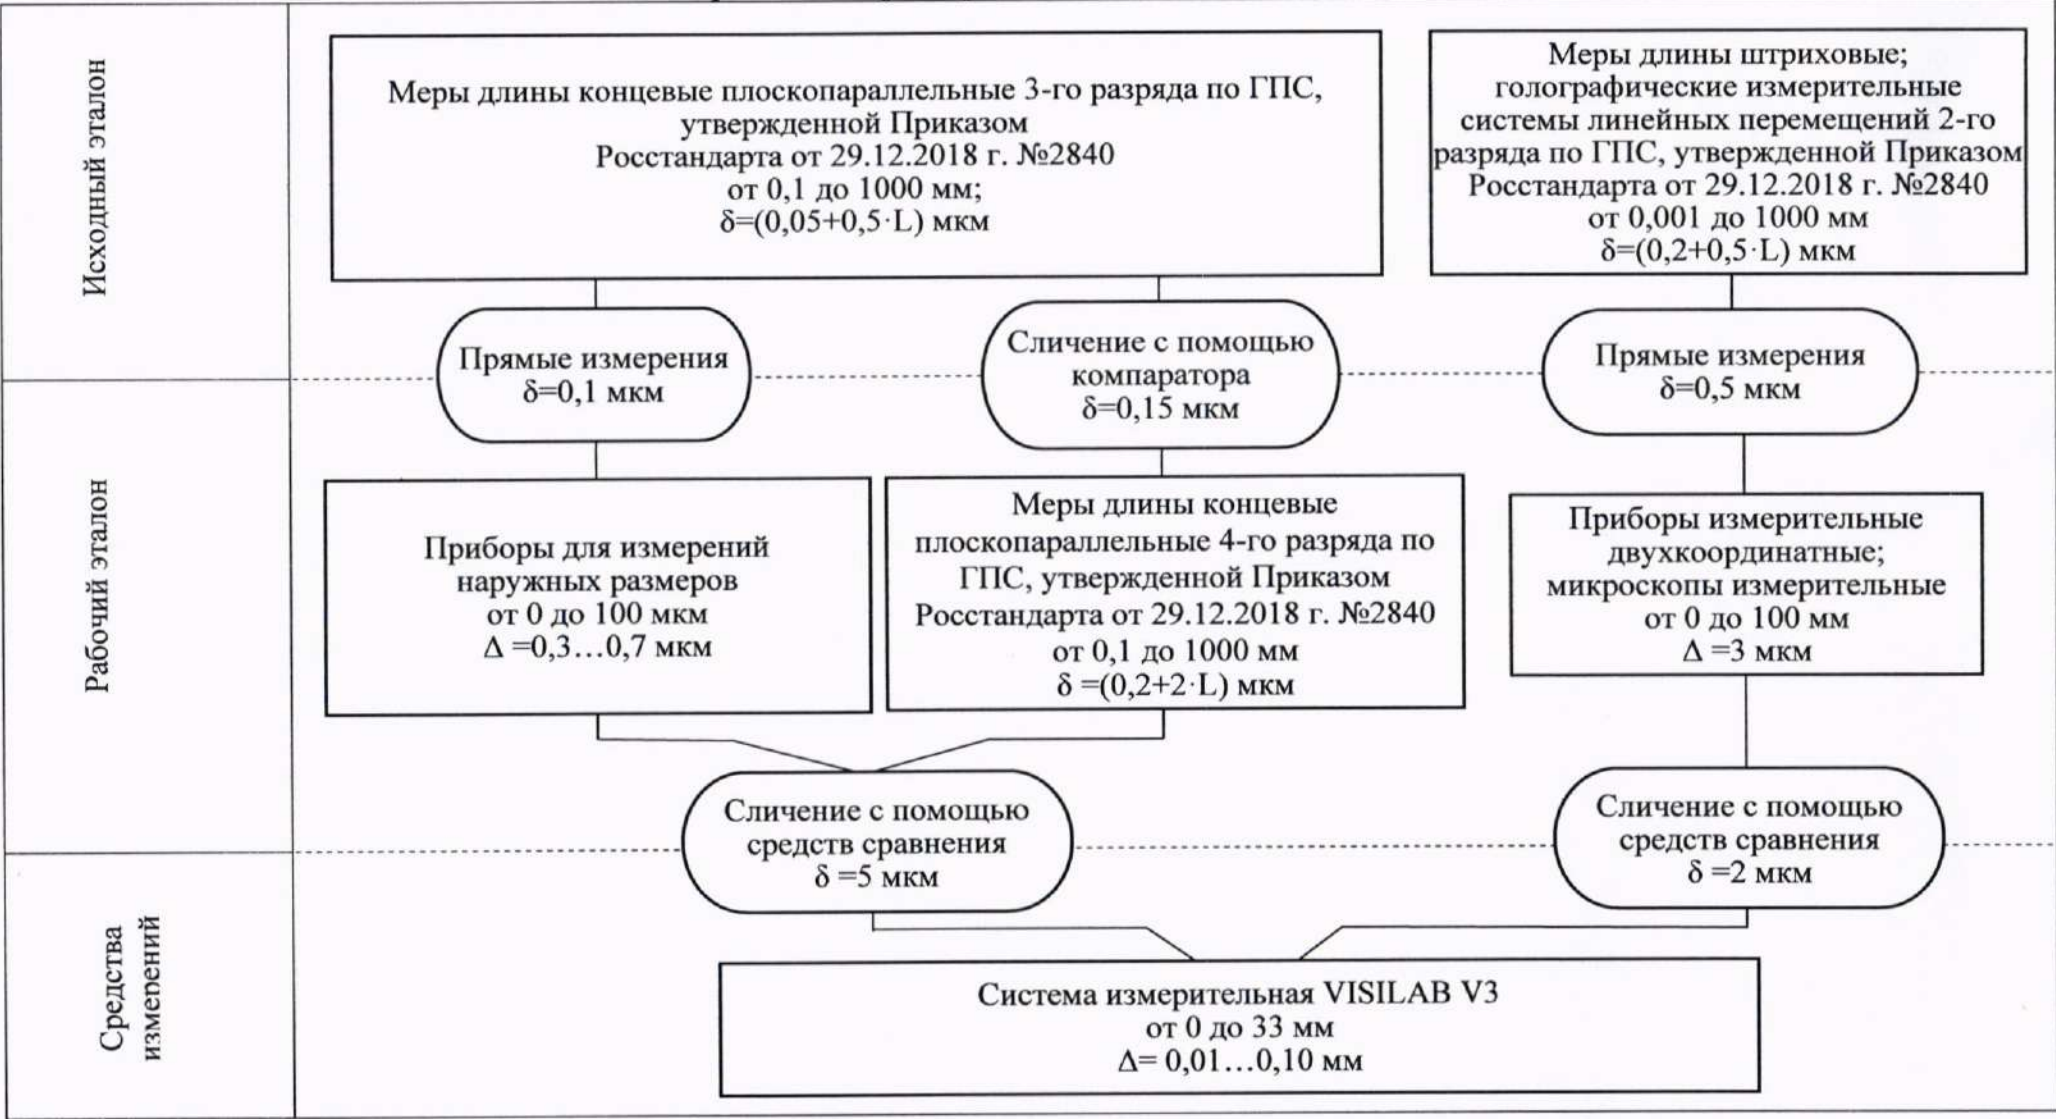 Исходный эталон
Меры длины концевые плоскопараллельные 3-го разряда по ГПС,
утвержденной Приказом
Росстандарта от 29.12.2018 г. №2840
от 0,1 до 1000 мм;
δ=(0,05+0,5·L) мкм
Меры длины штриховые;
голографические измерительные
системы линейных перемещений 2-го
разряда по ГПС, утвержденной Приказом
Росстандарта от 29.12.2018 г. №2840
от 0,001 до 1000 мм
δ=(0,2+0,5·L) мкм
Прямые измерения
δ=0,1 мкм
Сличение с помощью
компаратора
δ=0,15 мкм
Прямые измерения
δ=0,5 мкм
Рабочий эталон
Приборы для измерений
наружных размеров
от 0 до 100 мкм
Δ =0,3…0,7 мкм
Меры длины концевые
плоскопараллельные 4-го разряда по
ГПС, утвержденной Приказом
Росстандарта от 29.12.2018 г. №2840
от 0,1 до 1000 мм
δ =(0,2+2·L) мкм
Приборы измерительные
двухкоординатные;
микроскопы измерительные
от 0 до 100 мм
Δ =3 мкм
Сличение с помощью
средств сравнения
δ =5 мкм
Сличение с помощью
средств сравнения
δ =2 мкм
Средства
измерений
Система измерительная VISILAB V3
от 0 до 33 мм
Δ= 0,01…0,10 мм